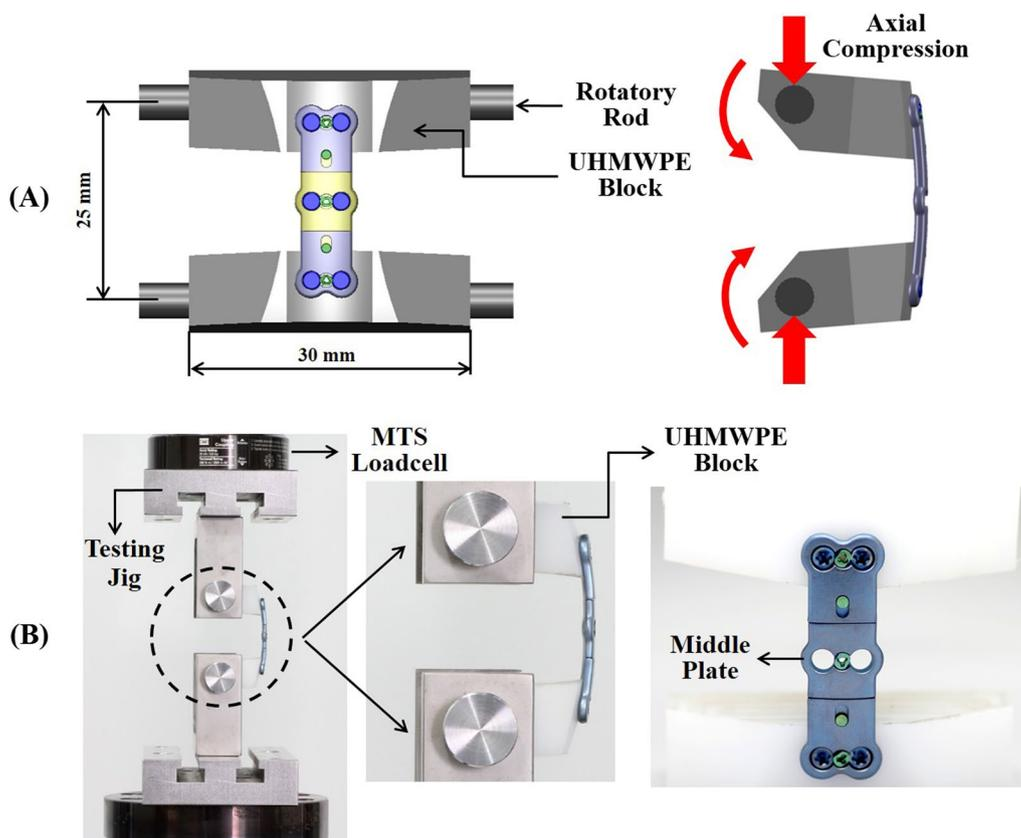 Axial
Compression
Rotatory
Rod
UHMWPE
Block
(A)
25 mm
30 mm
MTS
Loadcell
UHMWPE
Block
Testing
Jig
(B)
Middle
Plate